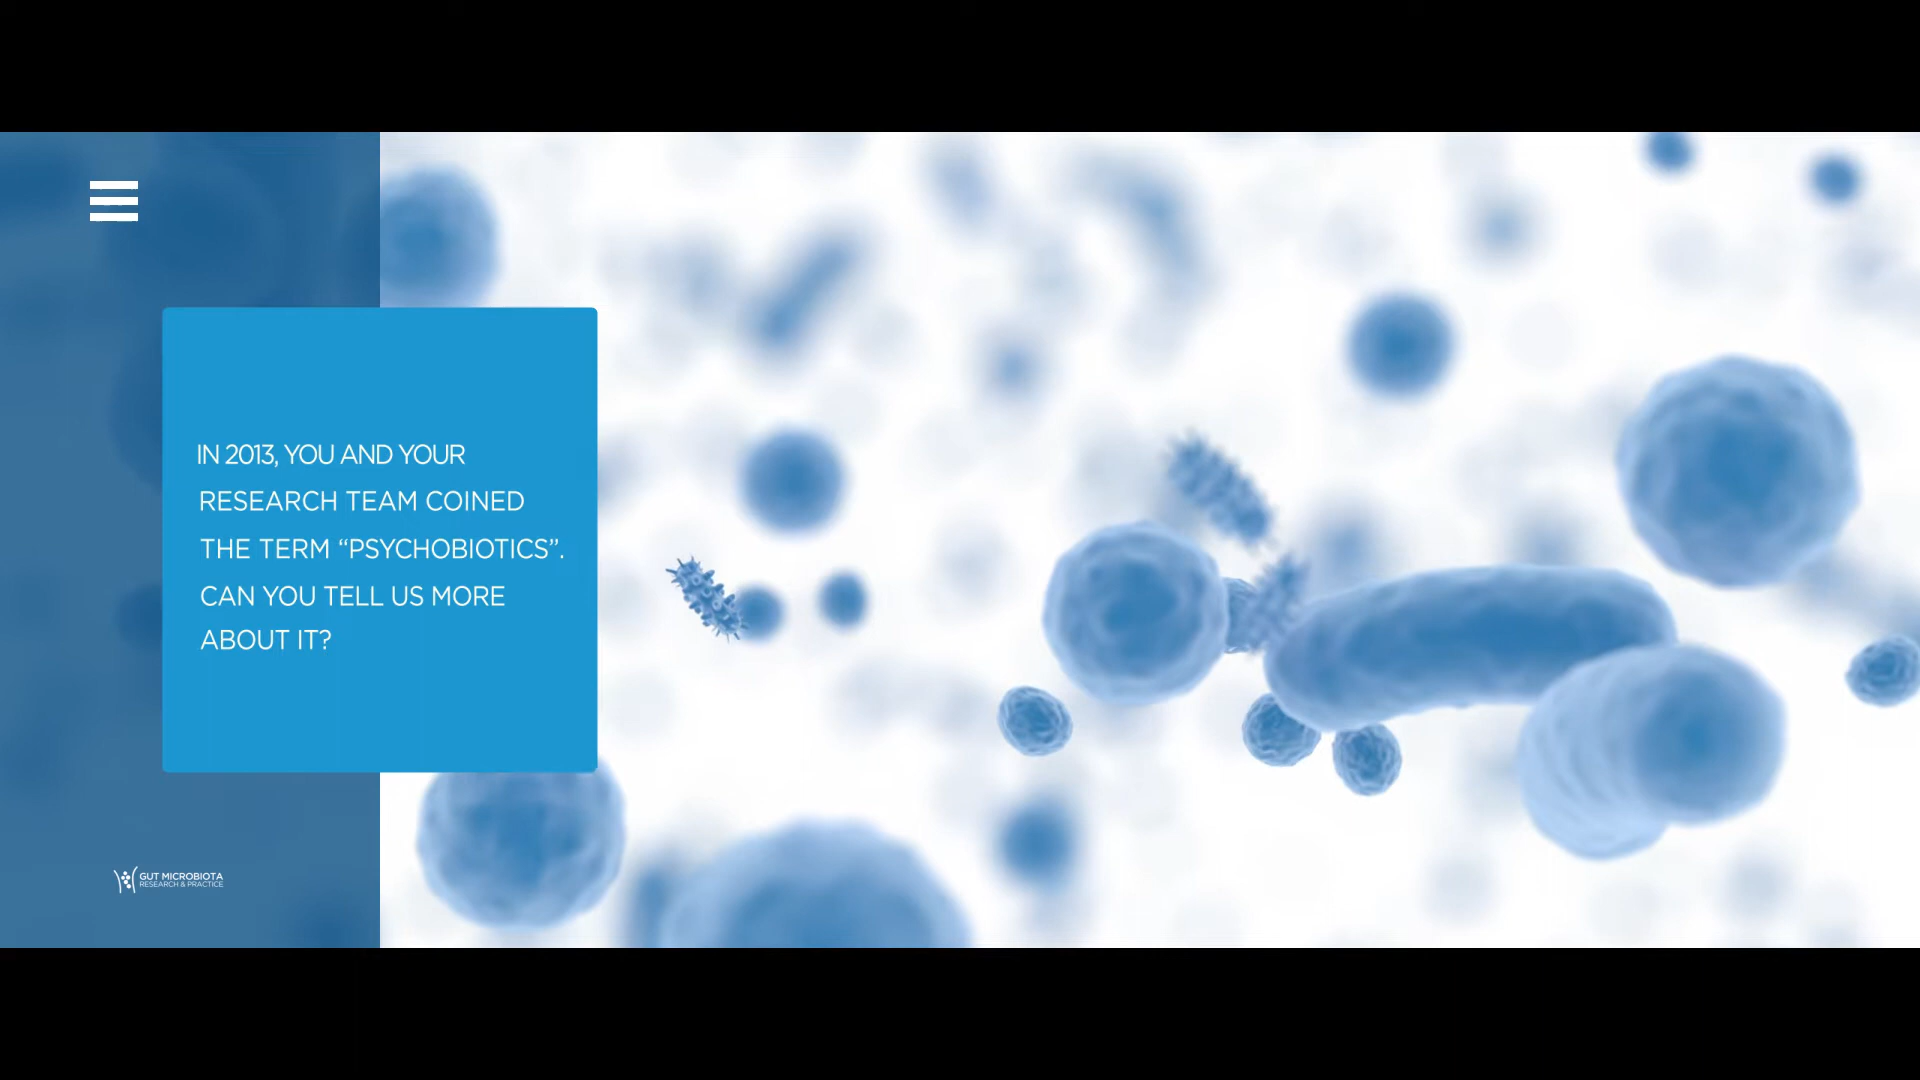 IN 2013, YOU AND YOUR
RESEARCH TEAM COINED
THE TERM “PSYCHOBIOTICS”.
CAN YOU TELL US MORE
ABOUT IT?
GUT MICROBIOTA
RESEARCH & PRACTICE